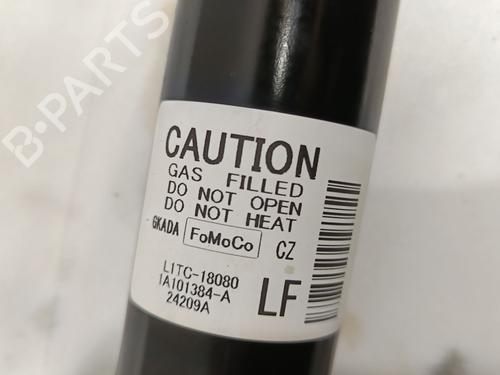 B-PARTS
CAUTION
GAS FILLED
DO NOT OPEN
DO NOT HEAT
GKADA FoMoCo CZ
L1TC-18080
1A101384-A
24209A
LF